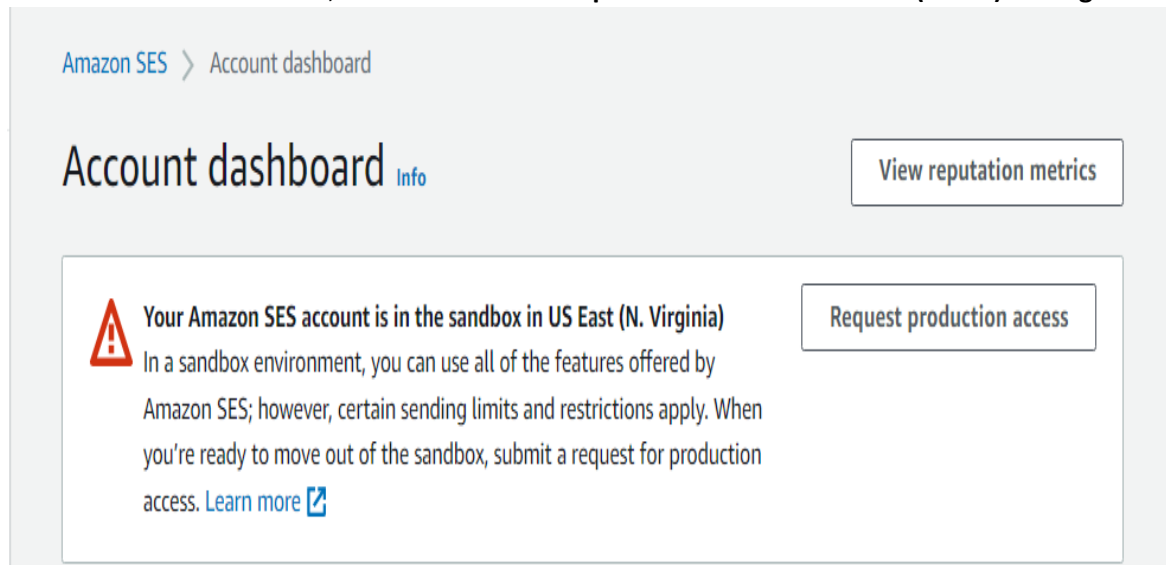 Amazon SES > Account dashboard
Account dashboard Info
View reputation metrics
Your Amazon SES account is in the sandbox in US East (N. Virginia)
Request production access
In a sandbox environment, you can use all of the features offered by
Amazon SES; however, certain sending limits and restrictions apply. When
you're ready to move out of the sandbox, submit a request for production
access. Learn more